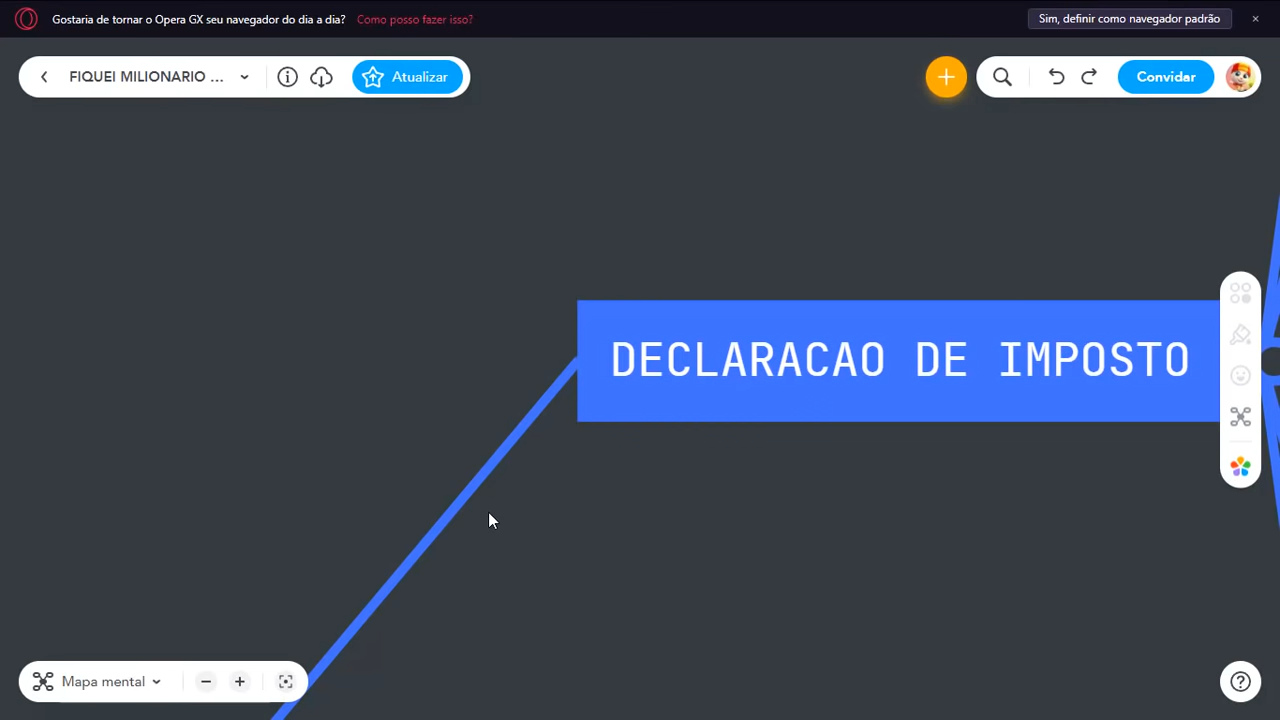 Gostaria de tornar o Opera GX seu navegador do dia a dia? Como posso fazer isso? Sim, definir como navegador padrão
FIQUEI MILIONARIO ... Atualizar Convidar
DECLARACAO DE IMPOSTO
Mapa mental